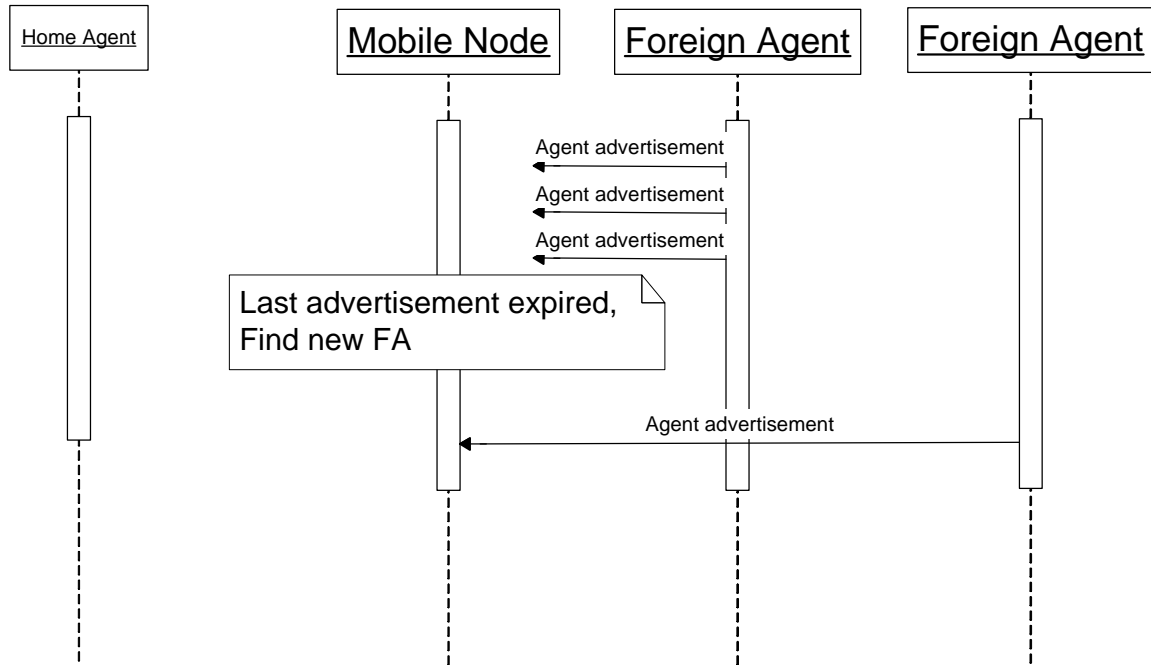 Home Agent
Mobile Node
Foreign Agent
Foreign Agent
Agent advertisement
Agent advertisement
Agent advertisement
Last advertisement expired,
Find new FA
Agent advertisement